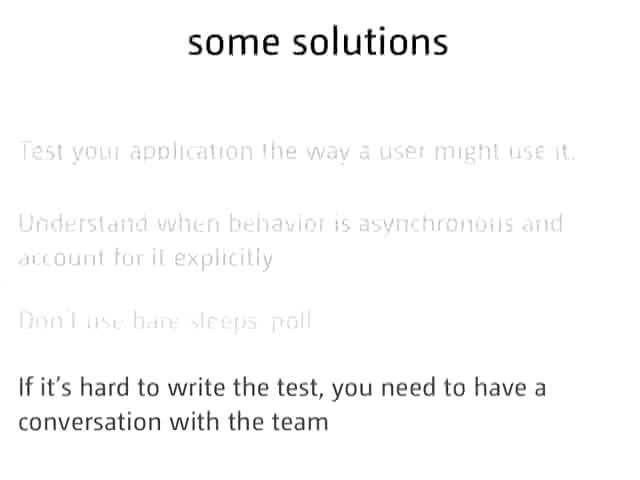 some solutions
Test your application the way a user might use it.
Understand when behavior is asynchronous and
account for it explicitly
Don't use bare sleeps, poll
If it's hard to write the test, you need to have a
conversation with the team